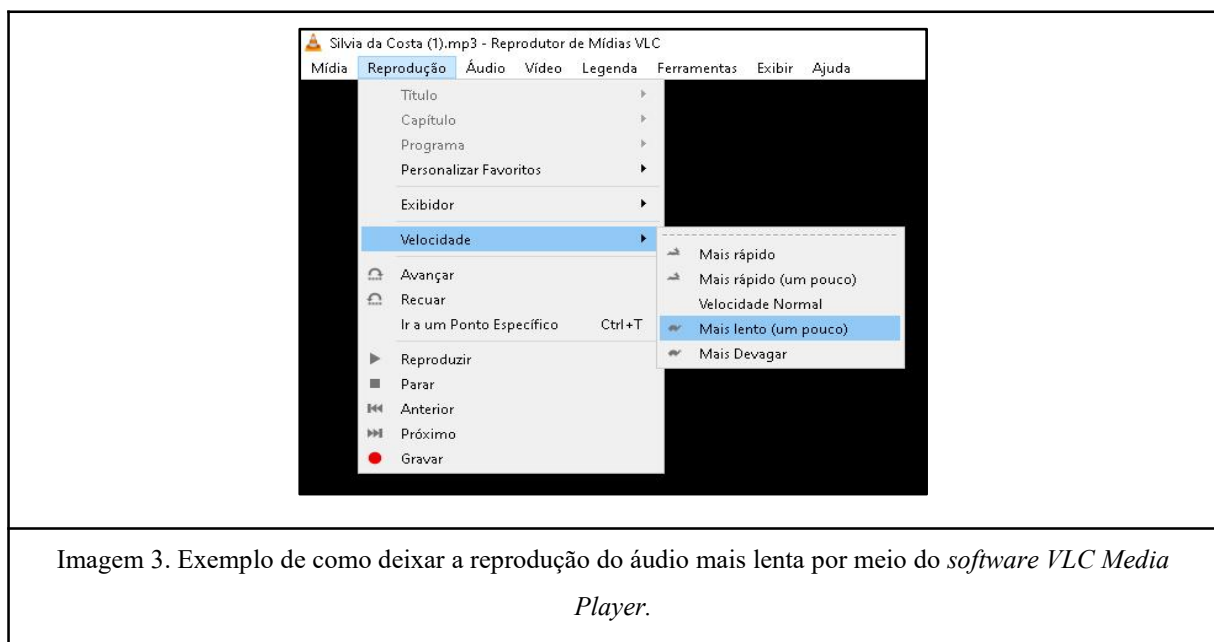 Silvia da Costa (1).mp3 - Reprodutor de Mídias VLC
Mídia Reprodução Áudio Vídeo Legenda Ferramentas Exibir Ajuda
Título
Capítulo
Programa
Personalizar Favoritos
Exibidor
Velocidade
Avançar
Recuar
Ir a um Ponto Específico Ctrl+T
Reproduzir
Parar
Anterior
Próximo
Gravar
Mais rápido
Mais rápido (um pouco)
Velocidade Normal
Mais lento (um pouco)
Mais Devagar
Imagem 3. Exemplo de como deixar a reprodução do áudio mais lenta por meio do software VLC Media
Player.